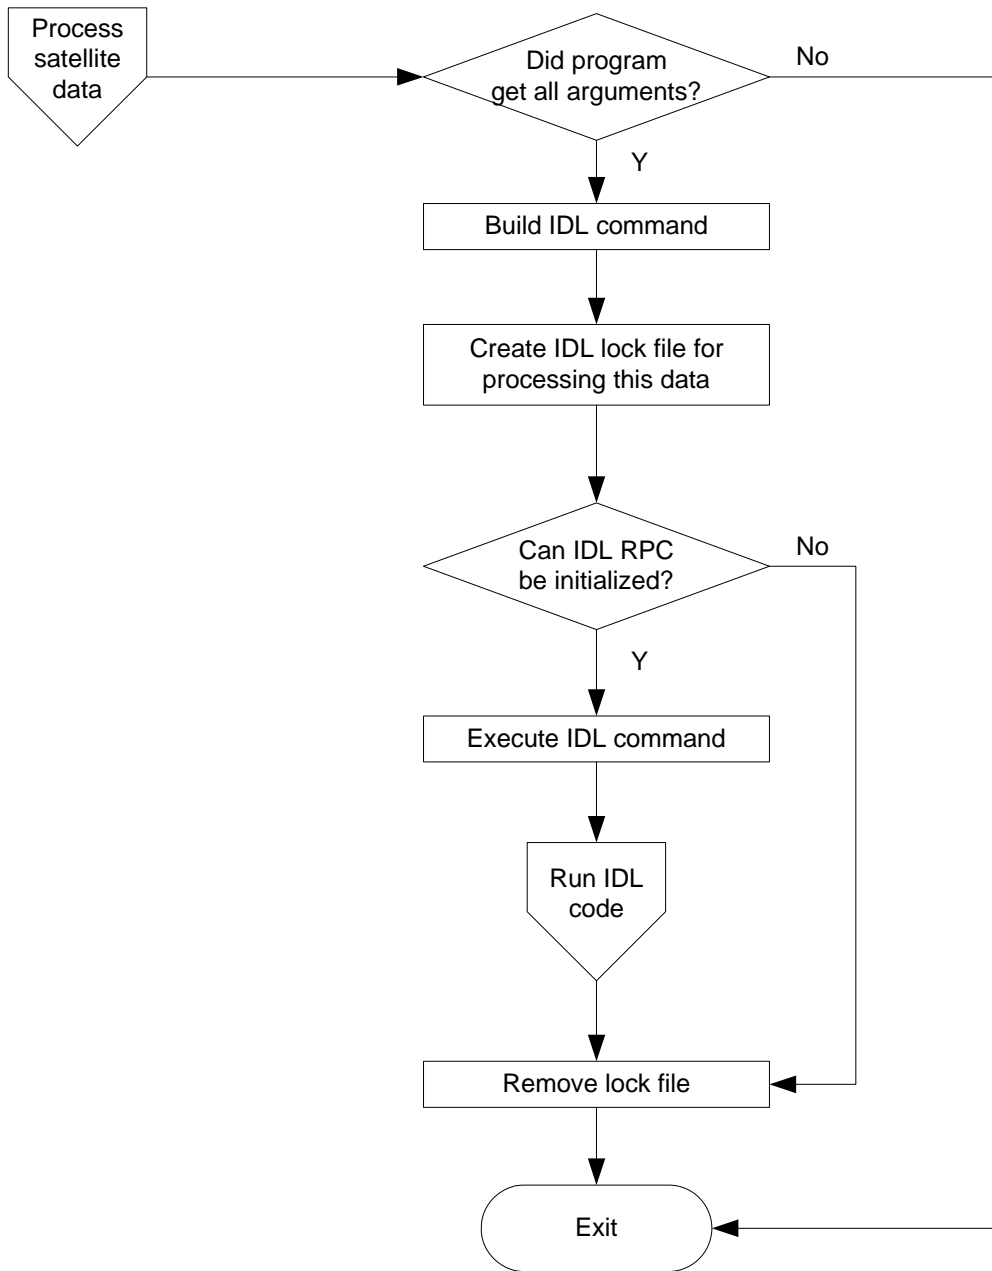 Process
satellite
data
Did program
get all arguments?
No
Y
Build IDL command
Create IDL lock file for
processing this data
Can IDL RPC
be initialized?
No
Y
Execute IDL command
Run IDL
code
Remove lock file
Exit